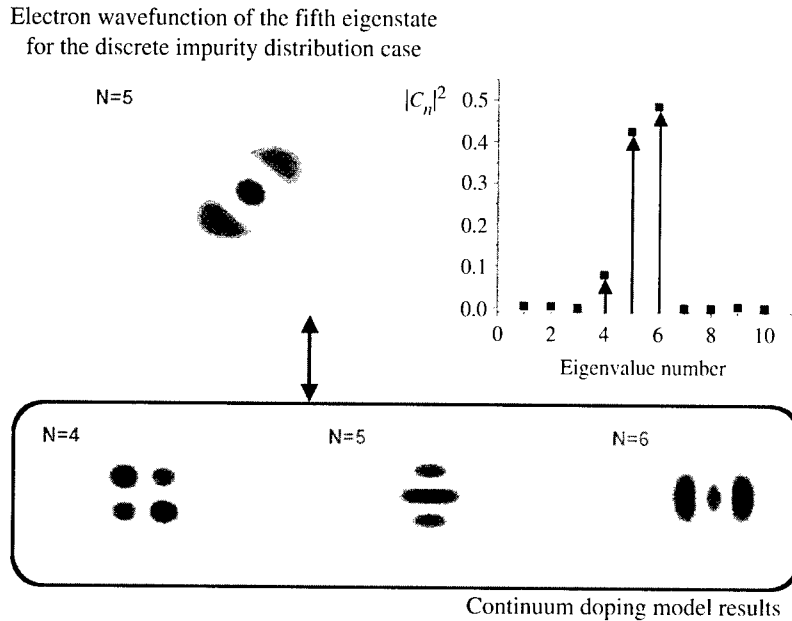 Electron wavefunction of the fifth eigenstate
for the discrete impurity distribution case
N=5
|C_n|^2
0.5
0.4
0.3
0.2
0.1
0.0
0 2 4 6 8 10
Eigenvalue number
N=4 N=5 N=6
Continuum doping model results